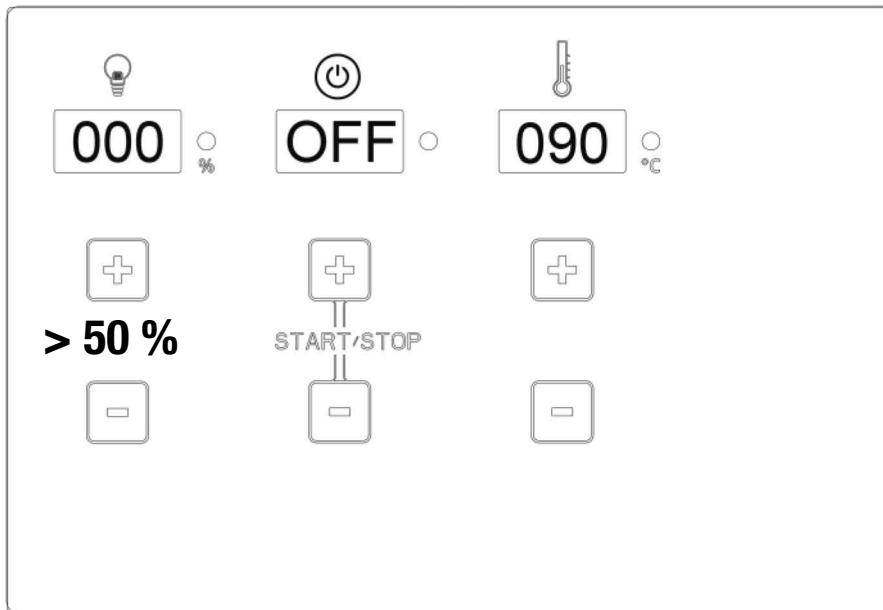 000 OFF 090
% °C
+ + +
> 50 %
START/STOP
- - -